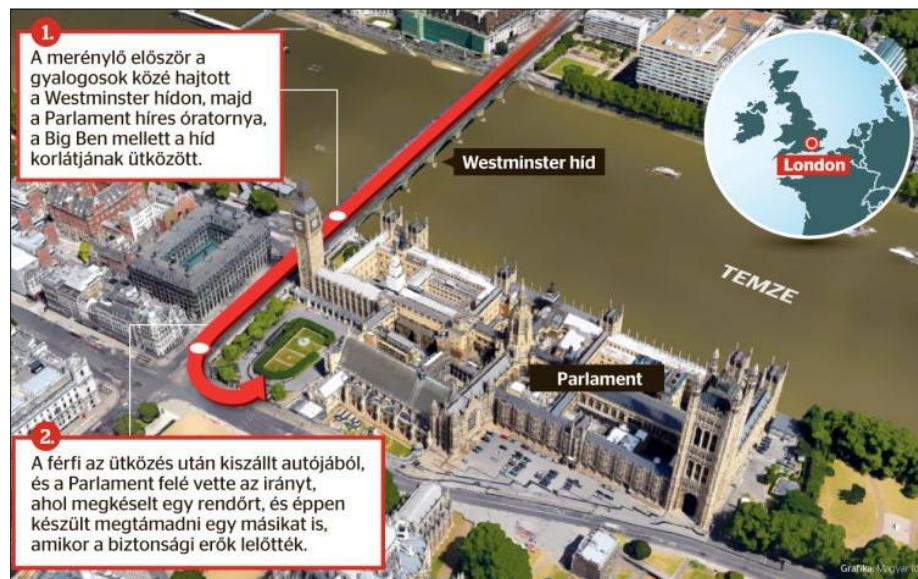 1.
A merénylő először a
gyalogosok közé hajtott
a Westminster hídon, majd
a Parlament híres óratornya,
a Big Ben mellett a híd
korlátjának ütközött.
Westminster híd
London
TEMZE
Parlament
2.
A férfi az ütközés után kiszállt autójából,
és a Parlament felé vette az irányt,
ahol megkéselt egy rendőrt, és éppen
készült megtámadni egy másikat is,
amikor a biztonsági erők lelőtték.
Grafika: Magyar